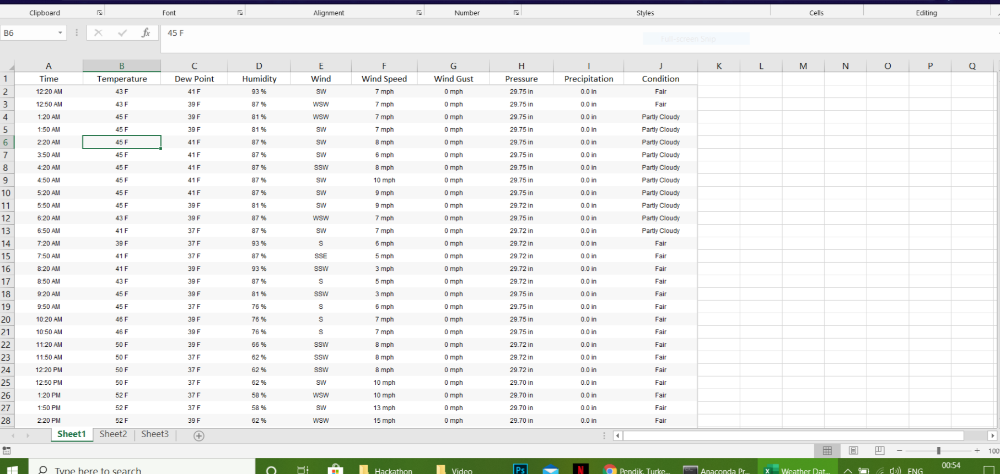 Clipboard Font Alignment Number Styles Cells Editing
B6 fx 45 F Full-screen Snip
A B C D E F G H I J K L M N O P Q
1 Time Temperature Dew Point Humidity Wind Wind Speed Wind Gust Pressure Precipitation Condition
2 12:20 AM 43 F 41 F 93 % SW 7 mph 0 mph 29.75 in 0.0 in Fair
3 12:50 AM 43 F 39 F 87 % WSW 7 mph 0 mph 29.75 in 0.0 in Fair
4 1:20 AM 45 F 39 F 81 % WSW 7 mph 0 mph 29.75 in 0.0 in Partly Cloudy
5 1:50 AM 45 F 39 F 81 % SW 7 mph 0 mph 29.75 in 0.0 in Partly Cloudy
6 2:20 AM 45 F 41 F 87 % SW 8 mph 0 mph 29.75 in 0.0 in Partly Cloudy
7 3:50 AM 45 F 41 F 87 % SW 6 mph 0 mph 29.75 in 0.0 in Partly Cloudy
8 4:20 AM 45 F 41 F 87 % SSW 8 mph 0 mph 29.75 in 0.0 in Partly Cloudy
9 4:50 AM 45 F 41 F 87 % SW 10 mph 0 mph 29.75 in 0.0 in Partly Cloudy
10 5:20 AM 45 F 41 F 87 % SW 9 mph 0 mph 29.75 in 0.0 in Partly Cloudy
11 5:50 AM 45 F 39 F 81 % SW 9 mph 0 mph 29.72 in 0.0 in Partly Cloudy
12 6:20 AM 43 F 39 F 87 % WSW 7 mph 0 mph 29.75 in 0.0 in Partly Cloudy
13 6:50 AM 41 F 37 F 87 % SW 7 mph 0 mph 29.72 in 0.0 in Partly Cloudy
14 7:20 AM 39 F 37 F 93 % S 6 mph 0 mph 29.72 in 0.0 in Fair
15 7:50 AM 41 F 37 F 87 % SSE 5 mph 0 mph 29.72 in 0.0 in Fair
16 8:20 AM 41 F 39 F 93 % SSW 3 mph 0 mph 29.72 in 0.0 in Fair
17 8:50 AM 43 F 39 F 87 % S 5 mph 0 mph 29.72 in 0.0 in Fair
18 9:20 AM 45 F 39 F 81 % SSW 3 mph 0 mph 29.75 in 0.0 in Fair
19 9:50 AM 45 F 37 F 76 % S 6 mph 0 mph 29.75 in 0.0 in Fair
20 10:20 AM 46 F 39 F 76 % S 7 mph 0 mph 29.75 in 0.0 in Fair
21 10:50 AM 46 F 39 F 76 % S 7 mph 0 mph 29.75 in 0.0 in Fair
22 11:20 AM 50 F 39 F 66 % SSW 8 mph 0 mph 29.72 in 0.0 in Fair
23 11:50 AM 50 F 37 F 62 % SSW 8 mph 0 mph 29.72 in 0.0 in Fair
24 12:20 PM 50 F 37 F 62 % SSW 8 mph 0 mph 29.72 in 0.0 in Fair
25 12:50 PM 50 F 37 F 62 % SW 10 mph 0 mph 29.70 in 0.0 in Fair
26 1:20 PM 52 F 37 F 58 % WSW 10 mph 0 mph 29.70 in 0.0 in Fair
27 1:50 PM 52 F 37 F 58 % SW 13 mph 0 mph 29.70 in 0.0 in Fair
28 2:20 PM 52 F 39 F 62 % WSW 15 mph 0 mph 29.70 in 0.0 in Fair
Sheet1 Sheet2 Sheet3
100
Type here to search Hackathon Video Ps N Pendik, Turke... Anaconda Pr... Weather Dat... ENG 00:54